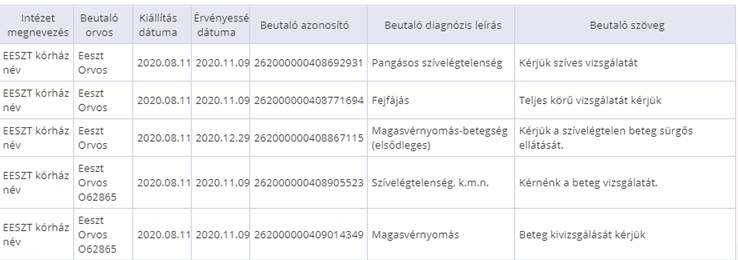 Intézet megnevezés Beutaló orvos Kiállítás dátuma Érvényessé dátuma Beutaló azonosító Beutaló diagnózis leírás Beutaló szöveg
EESZT kórház név Eeszt Orvos 2020.08.11 2020.11.09 262000000408692931 Pangásos szívelégtelenség Kérjük szíves vizsgálatát
EESZT kórház név Eeszt Orvos 2020.08.11 2020.11.09 262000000408771694 Fejfájás Teljes körű vizsgálatát kérjük
EESZT kórház név Eeszt Orvos 2020.08.11 2020.12.29 262000000408867115 Magasvérnyomás-betegség (elsődleges) Kérjük a szívelégtelen beteg sürgős ellátását.
EESZT kórház név Eeszt Orvos O62865 2020.08.11 2020.11.09 262000000408905523 Szívelégtelenség, k.m.n. Kérnénk a beteg vizsgálatát.
EESZT kórház név Eeszt Orvos O62865 2020.08.11 2020.11.09 262000000409014349 Magasvérnyomás Beteg kivizsgálását kérjük